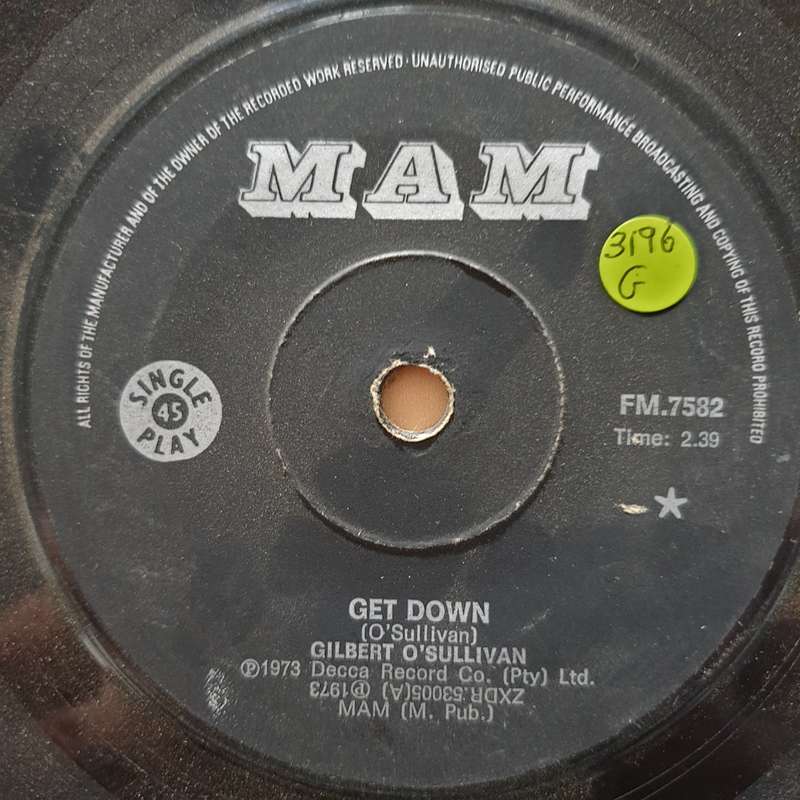 ALL RIGHTS OF THE MANUFACTURER AND OF THE OWNER OF THE RECORDED WORK RESERVED · UNAUTHORISED PUBLIC PERFORMANCE BROADCASTING AND COPYING OF THIS RECORD PROHIBITED
MAM
3196
G
SINGLE
45
PLAY
FM.7582
Time: 2.39
GET DOWN
(O'Sullivan)
GILBERT O'SULLIVAN
℗1973 Decca Record Co. (Pty) Ltd.
ZXDR.53005(A) ℗1973
MAM (M. Pub.)